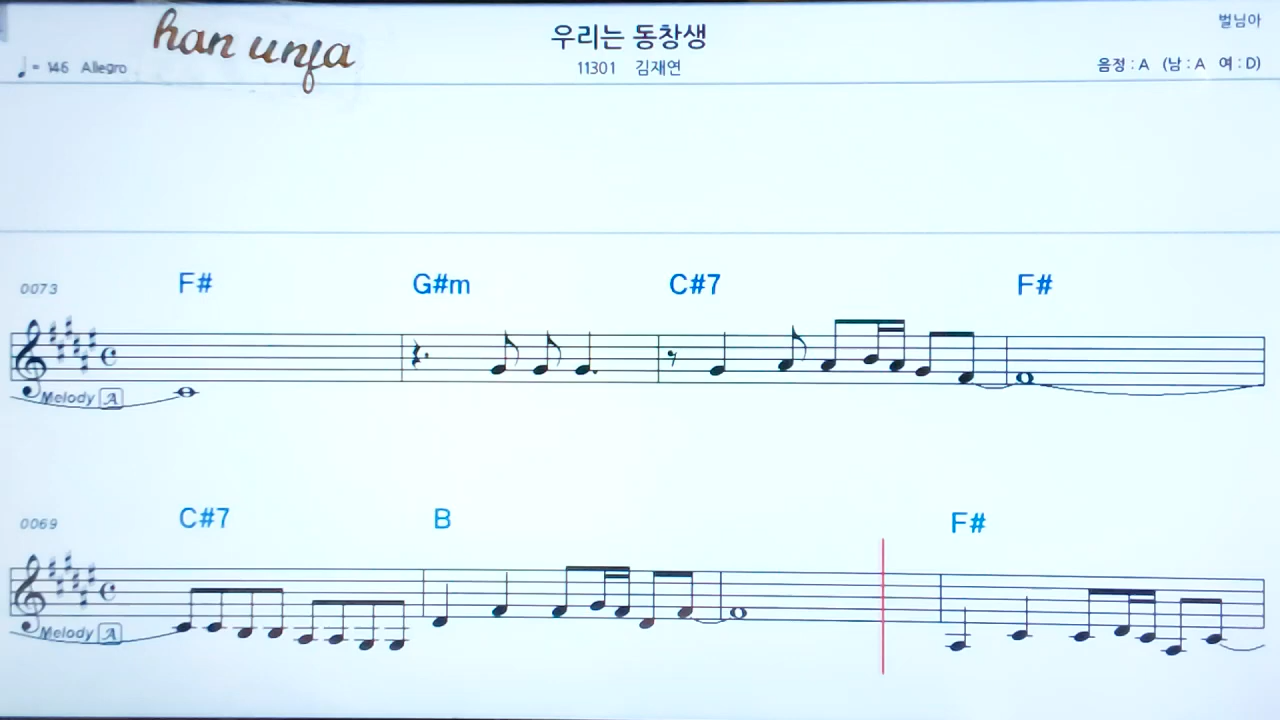 han unfa
우리는 동창생
벌님아
♩= 146 Allegro
11301 김재연
음정 : A (남 : A 여 : D)
0073 F# G#m C#7 F#
Melody A
0069 C#7 B F#
Melody A